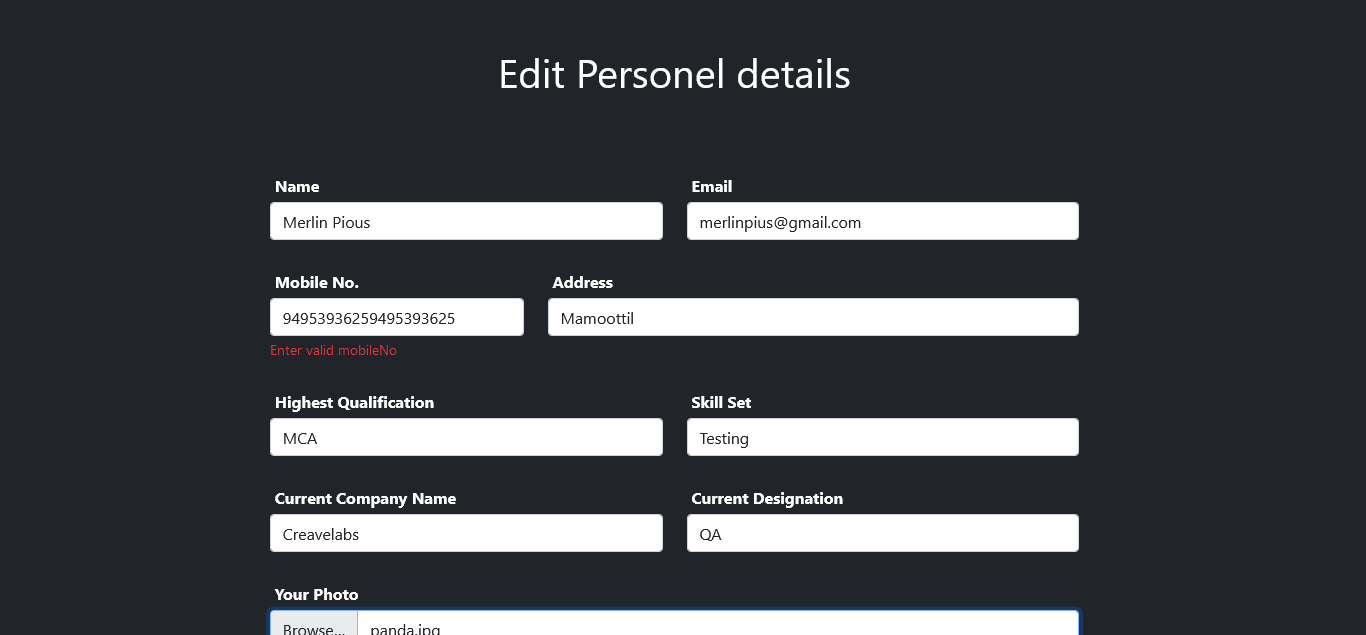 Edit Personel details
Name Email
Merlin Pious merlinpius@gmail.com
Mobile No. Address
94953936259495393625 Mamoottil
Enter valid mobileNo
Highest Qualification Skill Set
MCA Testing
Current Company Name Current Designation
Creavelabs QA
Your Photo
Browse... panda.jpg